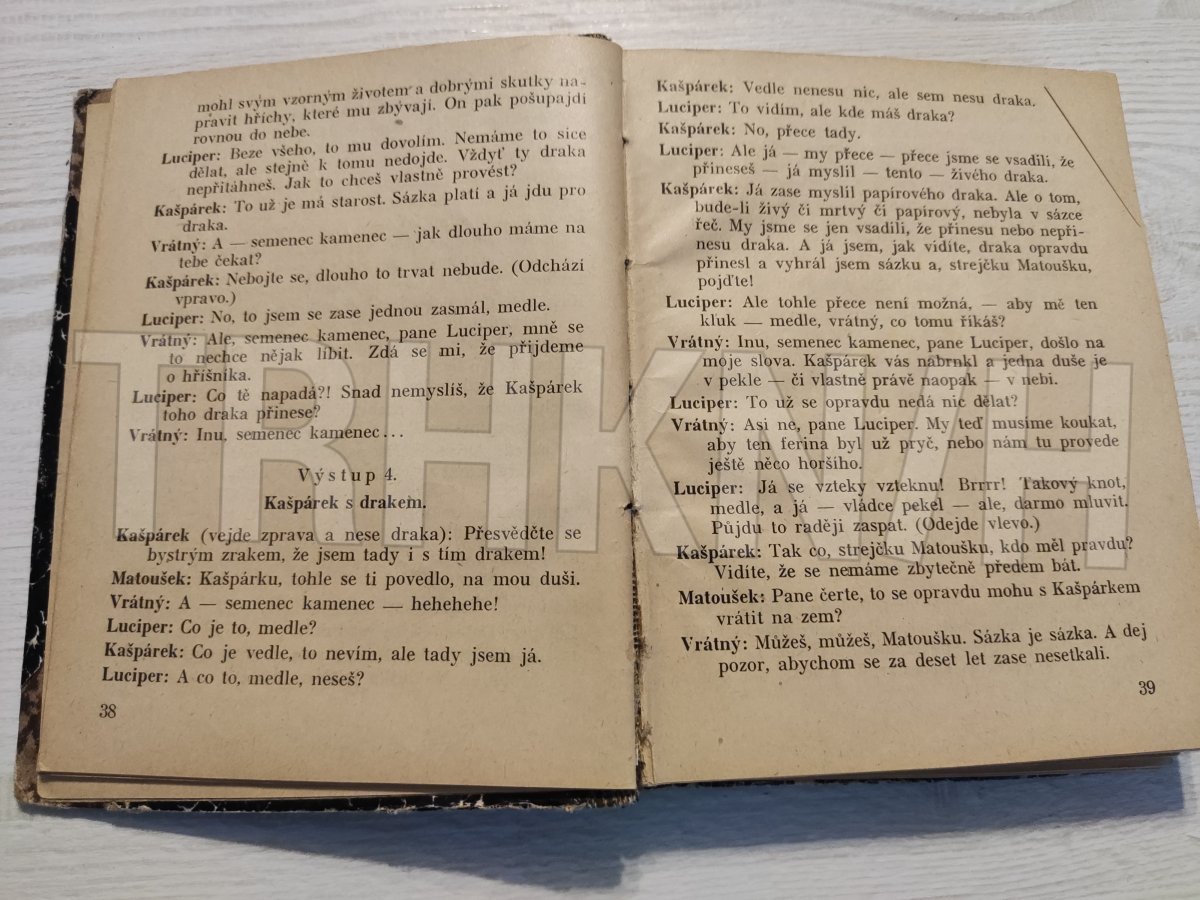 mohl svým vzorným životem a dobrými skutky na-
pravit hříchy, které mu zbývají. On pak pošupajdí
rovnou do nebe.
Luciper: Beze všeho, to mu dovolím. Nemáme to sice
dělat, ale stejně k tomu nedojde. Vždyť ty draka
nepřitáhneš. Jak to chceš vlastně provést?
Kašpárek: To už je má starost. Sázka platí a já jdu pro
draka.
Vrátný: A — semenec kamenec — jak dlouho máme na
tebe čekat?
Kašpárek: Nebojte se, dlouho to trvat nebude. (Odchází
vpravo.)
Luciper: No, to jsem se zase jednou zasmál, medle.
Vrátný: Ale, semenec kamenec, pane Luciper, mně se
to nechce nějak líbit. Zdá se mi, že přijdeme
o hříšníka.
Luciper: Co tě napadá?! Snad nemyslíš, že Kašpárek
toho draka přinese?
Vrátný: Inu, semenec kamenec...
Výstup 4.
Kašpárek s drakem.
Kašpárek (vejde zprava a nese draka): Přesvědčte se
bystrým zrakem, že jsem tady i s tím drakem!
Matoušek: Kašpárku, tohle se ti povedlo, na mou duši.
Vrátný: A — semenec kamenec — hehehehe!
Luciper: Co je to, medle?
Kašpárek: Co je vedle, to nevím, ale tady jsem já.
Luciper: A co to, medle, neseš?
38
Kašpárek: Vedle nenesu nic, ale sem nesu draka.
Luciper: To vidím, ale kde máš draka?
Kašpárek: No, přece tady.
Luciper: Ale já — my přece — přece jsme se vsadili, že
přineseš — já myslil — tento — živého draka.
Kašpárek: Já zase myslil papírového draka. Ale o tom,
bude-li živý či mrtvý či papírový, nebyla v sázce
řeč. My jsme se jen vsadili, že přinesu nebo nepři-
nesu draka. A já jsem, jak vidíte, draka opravdu
přinesl a vyhrál jsem sázku a, strejčku Matoušku,
pojďte!
Luciper: Ale tohle přece není možná, — aby mě ten
kluk — medle, vrátný, co tomu říkáš?
Vrátný: Inu, semenec kamenec, pane Luciper, došlo na
moje slova. Kašpárek vás nabrnkl a jedna duše je
v pekle — či vlastně právě naopak — v nebi.
Luciper: To už se opravdu nedá nic dělat?
Vrátný: Asi ne, pane Luciper. My teď musíme koukat,
aby ten ferina byl už pryč, nebo nám tu provede
ještě něco horšího.
Luciper: Já se vzteky vzteknu! Brrr! Takový knot,
medle, a já — vládce pekel — ale, darmo mluvit.
Půjdu to raději zaspat. (Odejde vlevo.)
Kašpárek: Tak co, strejčku Matoušku, kdo měl pravdu?
Vidíte, že se nemáme zbytečně předem bát.
Matoušek: Pane čerte, to se opravdu mohu s Kašpárkem
vrátit na zem?
Vrátný: Můžeš, můžeš, Matoušku. Sázka je sázka. A dej
pozor, abychom se za deset let zase nesetkali.
39
TRHKNIH